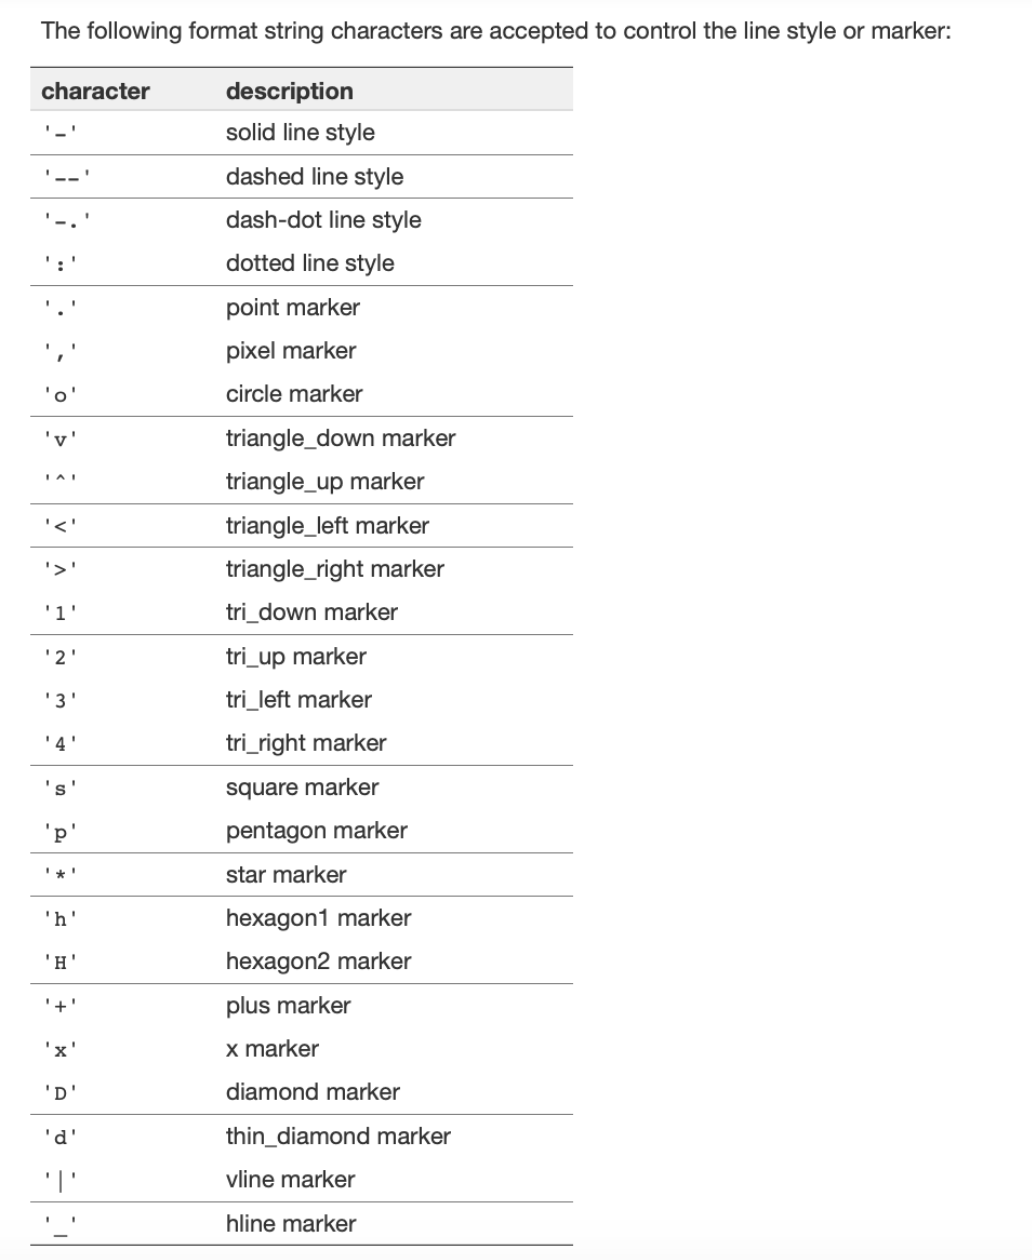 The following format string characters are accepted to control the line style or marker:
character description
'-' solid line style
'--' dashed line style
'-.' dash-dot line style
':' dotted line style
'.' point marker
',' pixel marker
'o' circle marker
'v' triangle_down marker
'^' triangle_up marker
'<' triangle_left marker
'>' triangle_right marker
'1' tri_down marker
'2' tri_up marker
'3' tri_left marker
'4' tri_right marker
's' square marker
'p' pentagon marker
'*' star marker
'h' hexagon1 marker
'H' hexagon2 marker
'+' plus marker
'x' x marker
'D' diamond marker
'd' thin_diamond marker
'|' vline marker
'_' hline marker